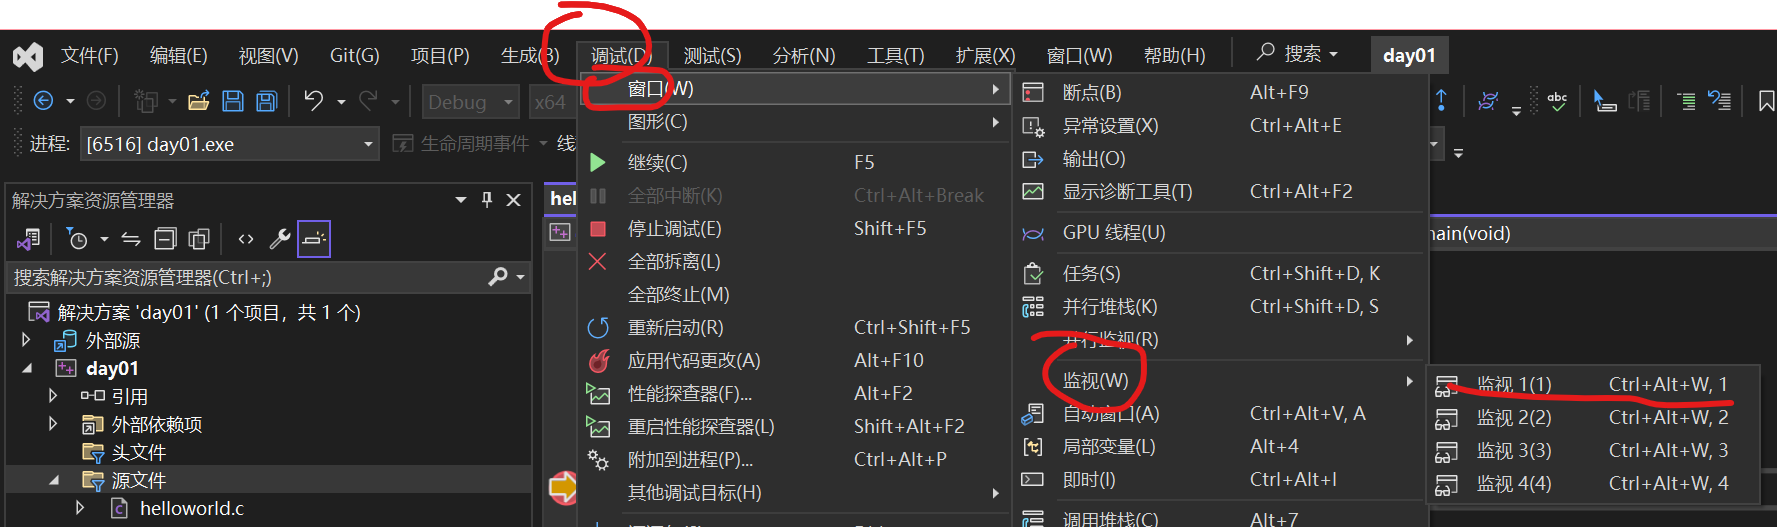 文件(F) 编辑(E) 视图(V) Git(G) 项目(P) 生成(B) 调试(D) 测试(S) 分析(N) 工具(T) 扩展(X) 窗口(W) 帮助(H) 搜索 day01
Debug x64
进程: [6516] day01.exe 生命周期事件 线
解决方案资源管理器
搜索解决方案资源管理器(Ctrl+;)
解决方案 'day01' (1 个项目，共 1 个)
外部源
day01
引用
外部依赖项
头文件
源文件
helloworld.c
hel
窗口(W)
图形(C)
继续(C) F5
全部中断(K) Ctrl+Alt+Break
停止调试(E) Shift+F5
全部拆离(L)
全部终止(M)
重新启动(R) Ctrl+Shift+F5
应用代码更改(A) Alt+F10
性能探查器(F)... Alt+F2
重启性能探查器(L) Shift+Alt+F2
附加到进程(P)... Ctrl+Alt+P
其他调试目标(H)
断点(B) Alt+F9
异常设置(X) Ctrl+Alt+E
输出(O)
显示诊断工具(T) Ctrl+Alt+F2
GPU 线程(U)
任务(S) Ctrl+Shift+D, K
并行堆栈(K) Ctrl+Shift+D, S
并行监视(R)
监视(W)
自动窗口(A) Ctrl+Alt+V, A
局部变量(L) Alt+4
即时(I) Ctrl+Alt+I
调用堆栈(C) Alt+7
abc
main(void)
监视 1(1) Ctrl+Alt+W, 1
监视 2(2) Ctrl+Alt+W, 2
监视 3(3) Ctrl+Alt+W, 3
监视 4(4) Ctrl+Alt+W, 4